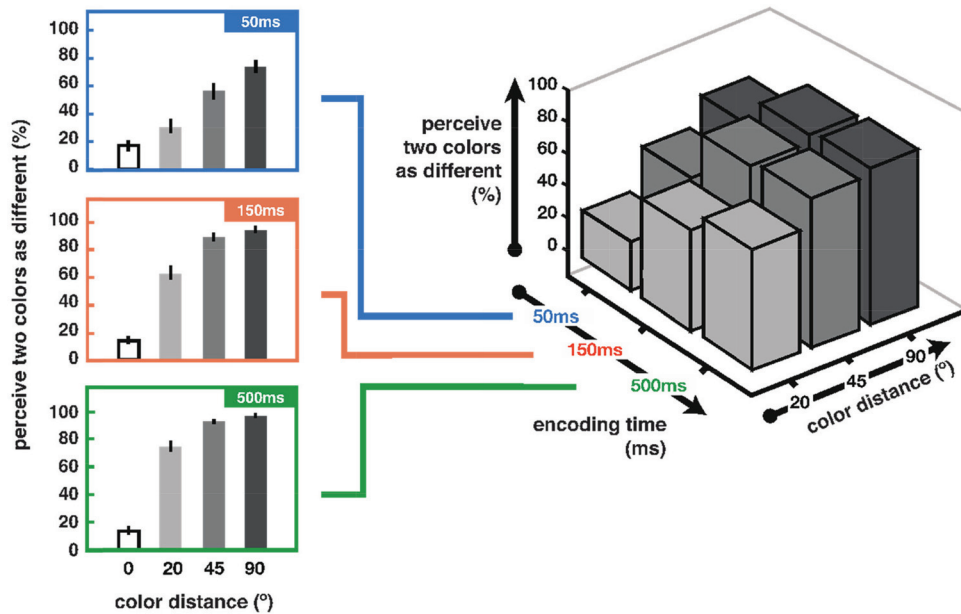 perceive two colors as different (%)
50ms
100
80
60
40
20
0
150ms
100
80
60
40
20
0
500ms
100
80
60
40
20
0
0 20 45 90
color distance (°)
perceive
two colors
as different
(%)
100
80
60
40
20
0
50ms
150ms
500ms
encoding time
(ms)
20 45 90
color distance (°)